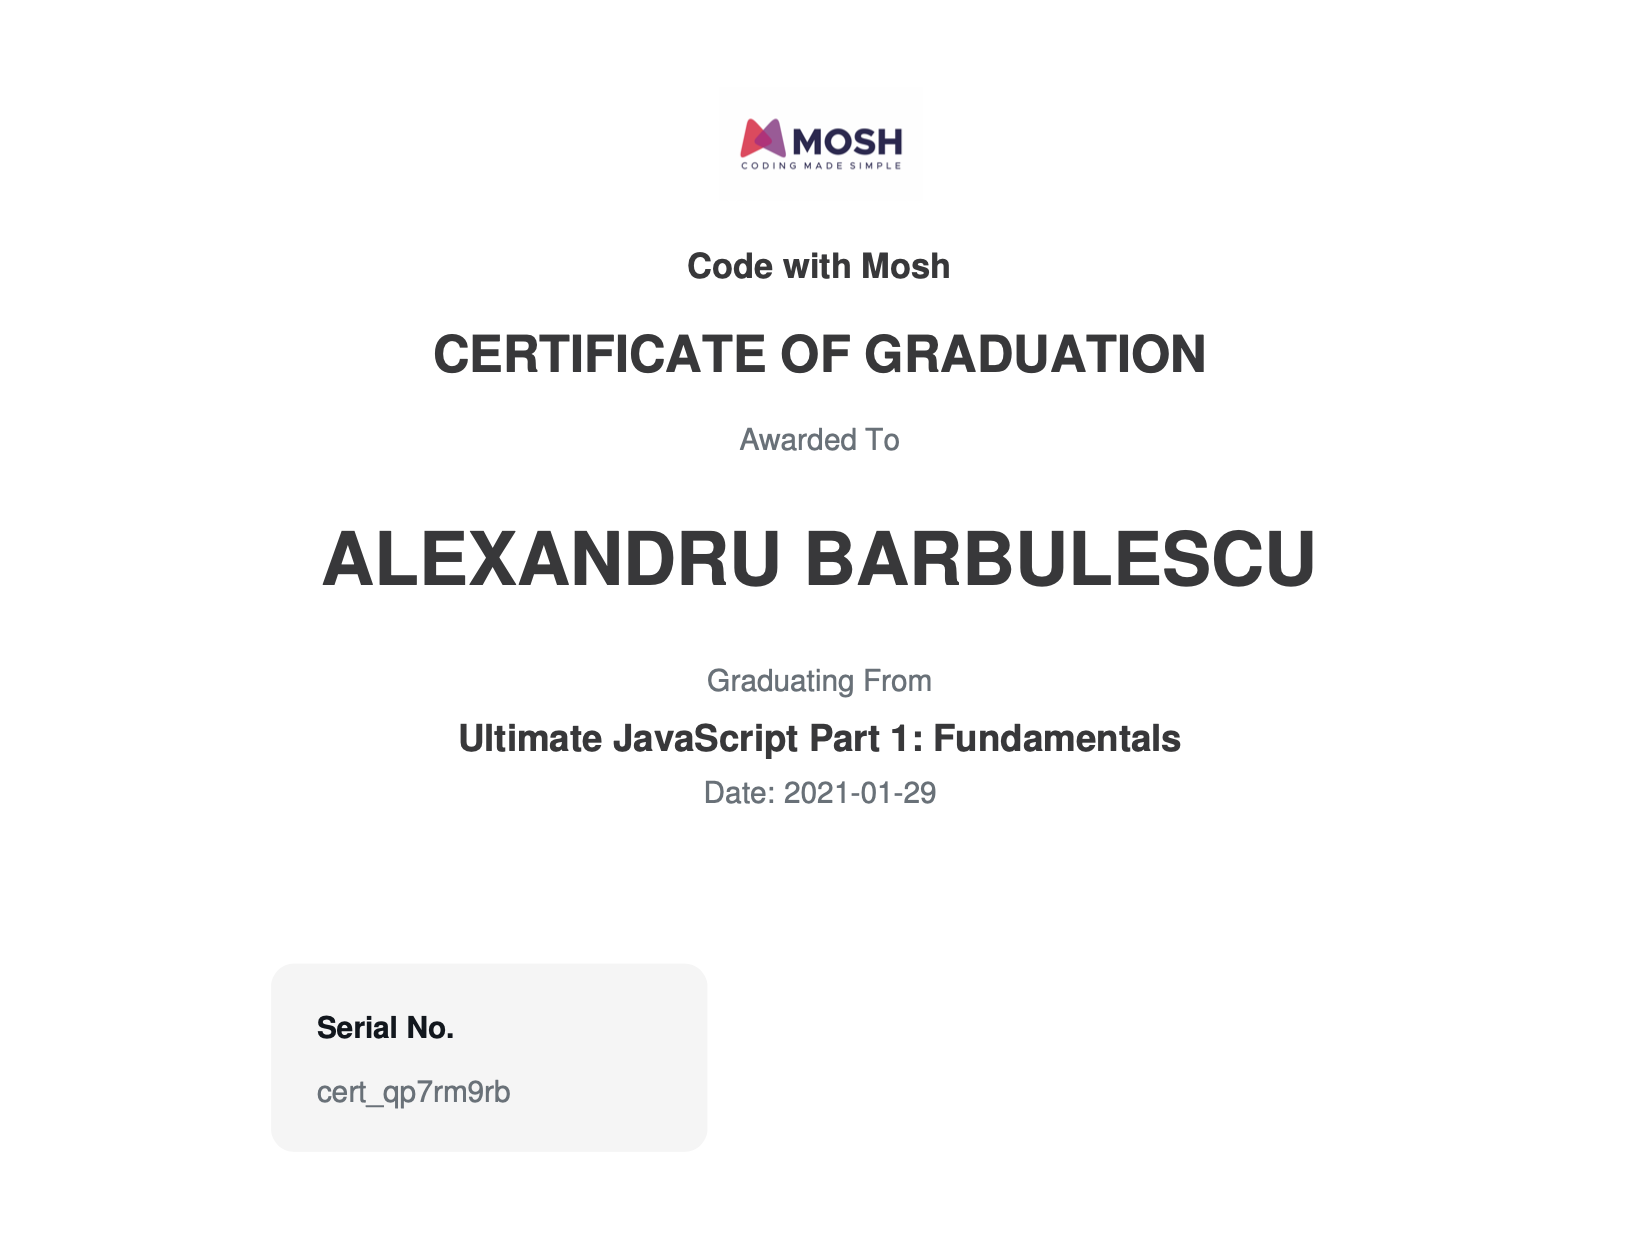 MOSH
CODING MADE SIMPLE
Code with Mosh
CERTIFICATE OF GRADUATION
Awarded To
ALEXANDRU BARBULESCU
Graduating From
Ultimate JavaScript Part 1: Fundamentals
Date: 2021-01-29
Serial No.
cert_qp7rm9rb